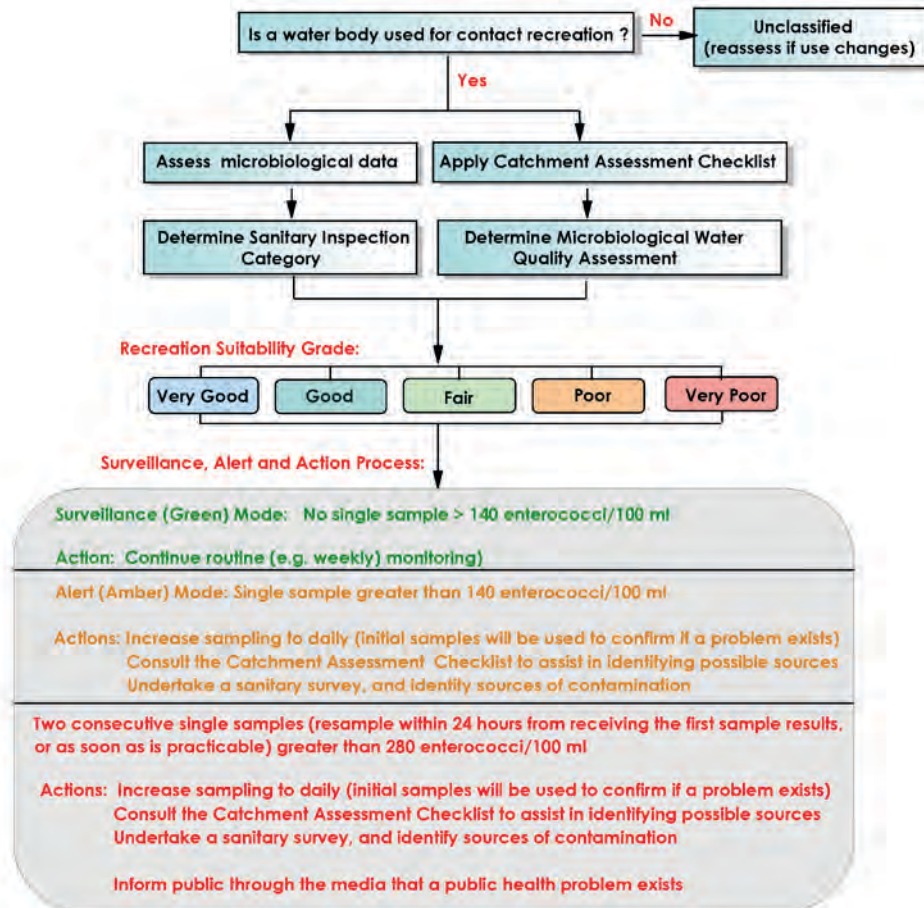 Is a water body used for contact recreation ?
No
Unclassified
(reassess if use changes)
Yes
Assess microbiological data
Apply Catchment Assessment Checklist
Determine Sanitary Inspection
Category
Determine Microbiological Water
Quality Assessment
Recreation Suitability Grade:
Very Good
Good
Fair
Poor
Very Poor
Surveillance, Alert and Action Process:
Surveillance (Green) Mode: No single sample > 140 enterococci/100 ml
Action: Continue routine (e.g. weekly) monitoring)
Alert (Amber) Mode: Single sample greater than 140 enterococci/100 ml
Actions: Increase sampling to daily (initial samples will be used to confirm if a problem exists)
Consult the Catchment Assessment Checklist to assist in identifying possible sources
Undertake a sanitary survey, and identify sources of contamination
Two consecutive single samples (resample within 24 hours from receiving the first sample results,
or as soon as is practicable) greater than 280 enterococci/100 ml
Actions: Increase sampling to daily (initial samples will be used to confirm if a problem exists)
Consult the Catchment Assessment Checklist to assist in identifying possible sources
Undertake a sanitary survey, and identify sources of contamination
Inform public through the media that a public health problem exists